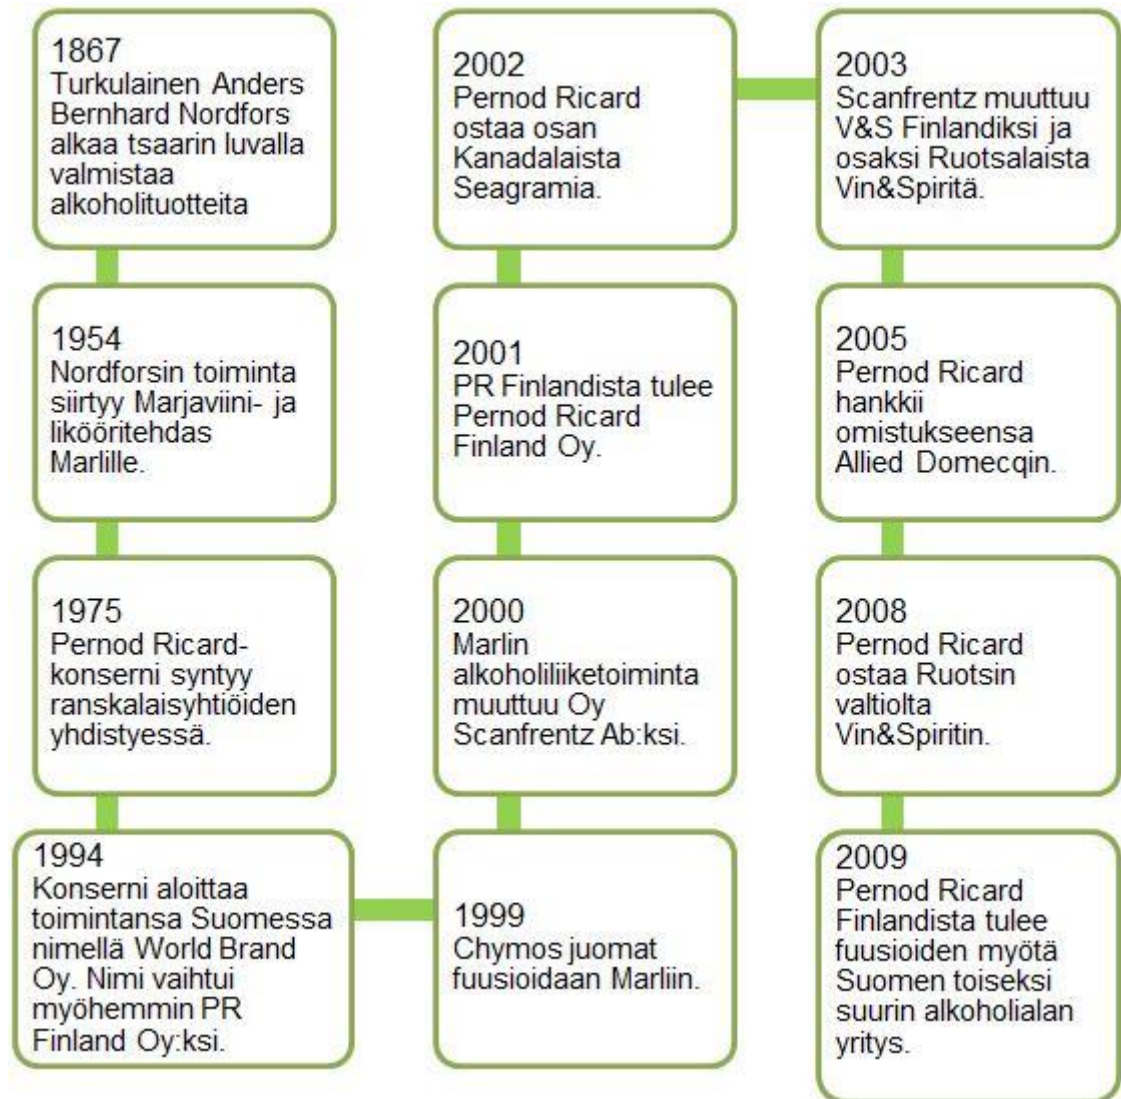 1867
Turkulainen Anders
Bernhard Nordfors
alkaa tsaarin luvalla
valmistaa
alkoholituotteita
1954
Nordforsin toiminta
siirtyy Marjaviini- ja
likööritehdas
Marlille.
1975
Pernod Ricard-
konserni syntyy
ranskalaisyhtiöiden
yhdistyessä.
1994
Konserni aloittaa
toimintansa Suomessa
nimellä World Brand
Oy. Nimi vaihtui
myöhemmin PR
Finland Oy:ksi.
1999
Chymos juomat
fuusioidaan Marliin.
2000
Marlin
alkoholiliiketoiminta
muuttuu Oy
Scanfrentz Ab:ksi.
2001
PR Finlandista tulee
Pernod Ricard
Finland Oy.
2002
Pernod Ricard
ostaa osan
Kanadalaista
Seagramia.
2003
Scanfrentz muuttuu
V&S Finlandiksi ja
osaksi Ruotsalaista
Vin&Spiritä.
2005
Pernod Ricard
hankkii
omistukseensa
Allied Domecqin.
2008
Pernod Ricard
ostaa Ruotsin
valtiolta
Vin&Spiritin.
2009
Pernod Ricard
Finlandista tulee
fuusioiden myötä
Suomen toiseksi
suurin alkoholialan
yritys.